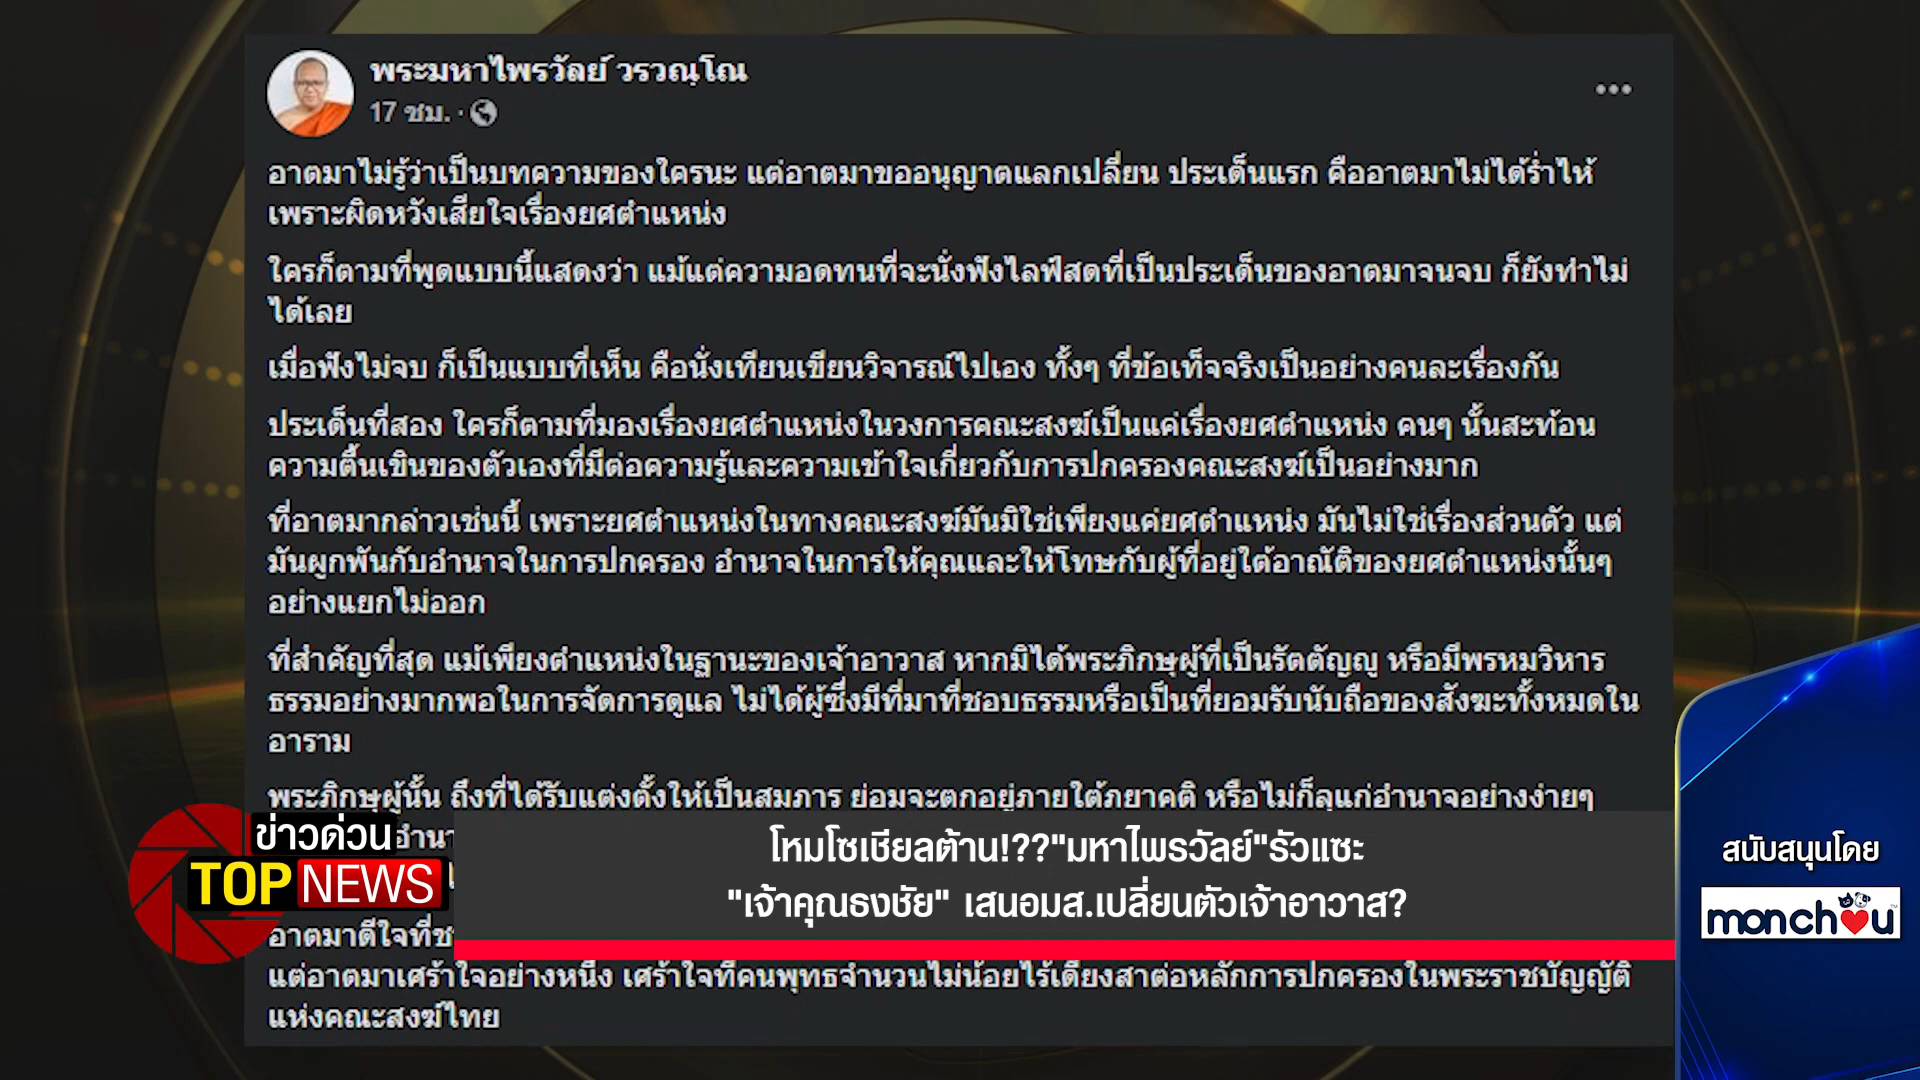 พระมหาไพรวัลย์ วรวณฺโณ
17 ชม. ·
อาตมาไม่รู้ว่าเป็นบทความของใครนะ แต่อาตมาขออนุญาตแลกเปลี่ยน ประเด็นแรก คืออาตมาไม่ได้ร่ำไห้
เพราะผิดหวังเสียใจเรื่องยศตำแหน่ง
ใครก็ตามที่พูดแบบนี้แสดงว่า แม้แต่ความอดทนที่จะนั่งฟังไลฟ์สดที่เป็นประเด็นของอาตมาจนจบ ก็ยังทำไม่
ได้เลย
เมื่อฟังไม่จบ ก็เป็นแบบที่เห็น คือนั่งเทียนเขียนวิจารณ์ไปเอง ทั้งๆ ที่ข้อเท็จจริงเป็นอย่างคนละเรื่องกัน
ประเด็นที่สอง ใครก็ตามที่มองเรื่องยศตำแหน่งในวงการคณะสงฆ์เป็นแค่เรื่องยศตำแหน่ง คนๆ นั้นสะท้อน
ความตื้นเขินของตัวเองที่มีต่อความรู้และความเข้าใจเกี่ยวกับการปกครองคณะสงฆ์เป็นอย่างมาก
ที่อาตมากล่าวเช่นนี้ เพราะยศตำแหน่งในทางคณะสงฆ์มันมิใช่เพียงแค่ยศตำแหน่ง มันไม่ใช่เรื่องส่วนตัว แต่
มันผูกพันกับอำนาจในการปกครอง อำนาจในการให้คุณและให้โทษกับผู้ที่อยู่ใต้อาณัติของยศตำแหน่งนั้นๆ
อย่างแยกไม่ออก
ที่สำคัญที่สุด แม้เพียงตำแหน่งในฐานะของเจ้าอาวาส หากมิได้พระภิกษุผู้ที่เป็นรัตตัญญู หรือมีพรหมวิหาร
ธรรมอย่างมากพอในการจัดการดูแล ไม่ได้ผู้ซึ่งมีที่มาที่ชอบธรรมหรือเป็นที่ยอมรับนับถือของสังฆะทั้งหมดใน
อาราม
พระภิกษุผู้นั้น ถึงที่ได้รับแต่งตั้งให้เป็นสมภาร ย่อมจะตกอยู่ภายใต้ภยาคติ หรือไม่ก็ลุแก่อำนาจอย่างง่ายๆ
อำนา
อาตมาดีใจที่ช
แต่อาตมาเศร้าใจอย่างหนึ่ง เศร้าใจที่คนพุทธจำนวนไม่น้อยไร้เดียงสาต่อหลักการปกครองในพระราชบัญญัติ
แห่งคณะสงฆ์ไทย
ข่าวด่วน
TOP NEWS
โหมโซเชียลต้าน!??"มหาไพรวัลย์"รัวแซะ
"เจ้าคุณธงชัย" เสนอมส.เปลี่ยนตัวเจ้าอาวาส?
สนับสนุนโดย
monchou